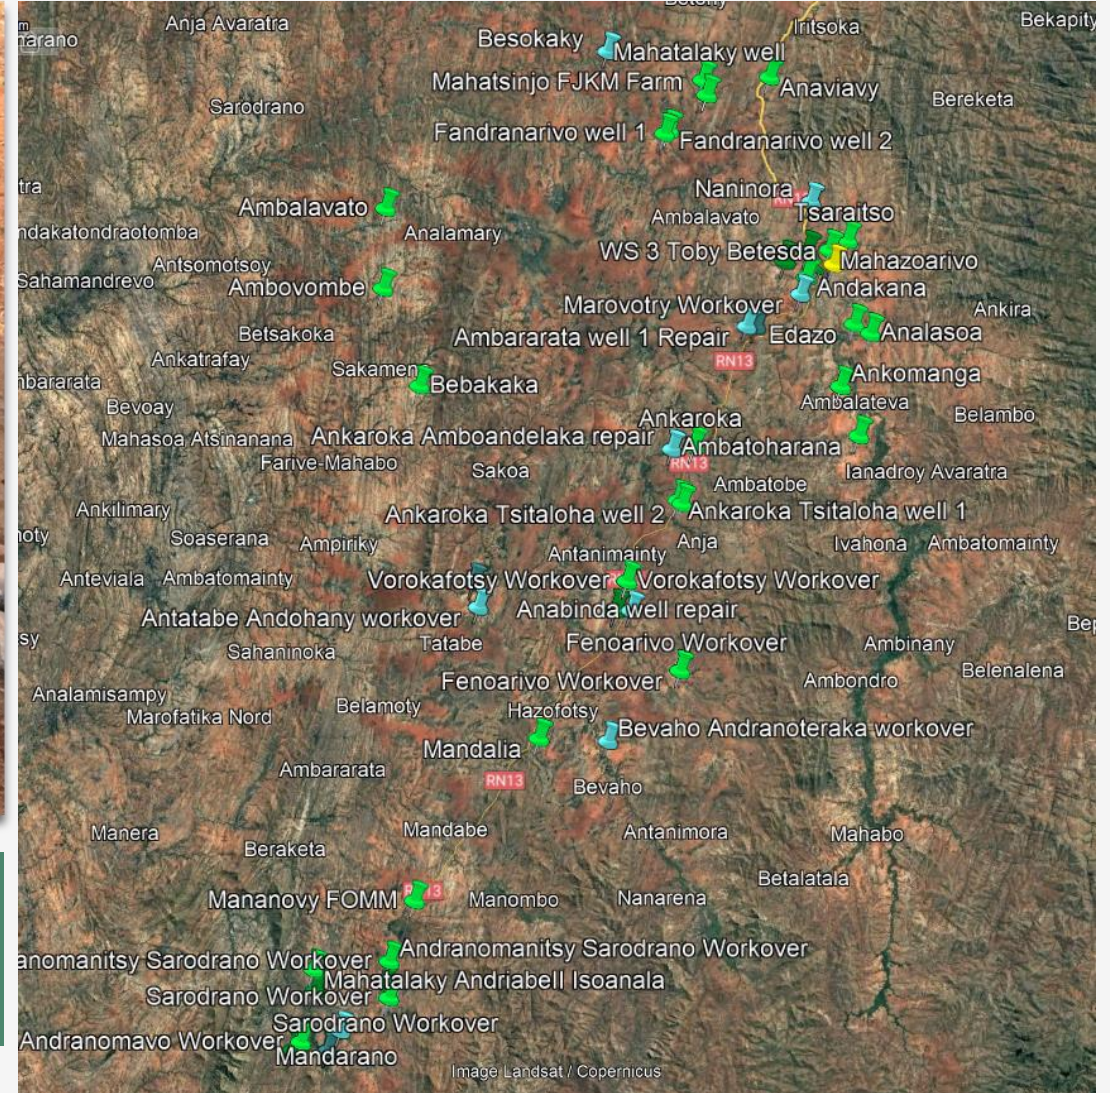 Betony
Iritsoka
Bekapity
Anja Avaratra
Besokaky
Mahatalaky well
Mahatsinjo FJKM Farm
Anaviavy
Sarodrano
Bereketa
Fandranarivo well 1
Fandranarivo well 2
tra
Naninora
Ambalavato
Ambalavato
Tsaraitso
ndakatondraotomba
Analamary
WS 3 Toby Betesda
Mahazoarivo
Antsomotsoy
Sahamandrevo
Ambovombe
Andakana
Marovotry Workover
Ankira
Betsakoka
Ambararata well 1 Repair
Edazo
Analasoa
Ankatrafay
RN13
Sakamen
Ankomanga
nbararata
Bebakaka
Bevoay
Ambalateva
Belambo
Ankaroka
Mahasoa Atsinanana
Ankaroka Amboandelaka repair
Ambatoharana
Farive-Mahabo
Sakoa
RN13
Ianadroy Avaratra
Ambatobe
Ankilimary
Ankaroka Tsitaloha well 2
Ankaroka Tsitaloha well 1
noty
Soaserana
Ampiriky
Antanimainty
Anja
Ivahona
Ambatomainty
Anteviala
Ambatomainty
Vorokafotsy Workover
Vorokafotsy Workover
Antatabe Andohany workover
Anabinda well repair
sy
Sahaninoka
Tatabe
Fenoarivo Workover
Ambinany
Belenalena
Fenoarivo Workover
Ambondro
Analamisampy
Marofatika Nord
Belamoty
Hazofotsy
Bevaho Andranoteraka workover
Mandalia
Ambararata
RN13
Bevaho
Manera
Mandabe
Antanimora
Mahabo
Beraketa
Betalatala
Mananovy FOMM
Manombo
Nanarena
anomanitsy Sarodrano Workover
Andranomanitsy Sarodrano Workover
Mahatalaky Andriabell Isoanala
Sarodrano Workover
Sarodrano Workover
Andranomavo Workover
Mandarano
Image Landsat / Copernicus